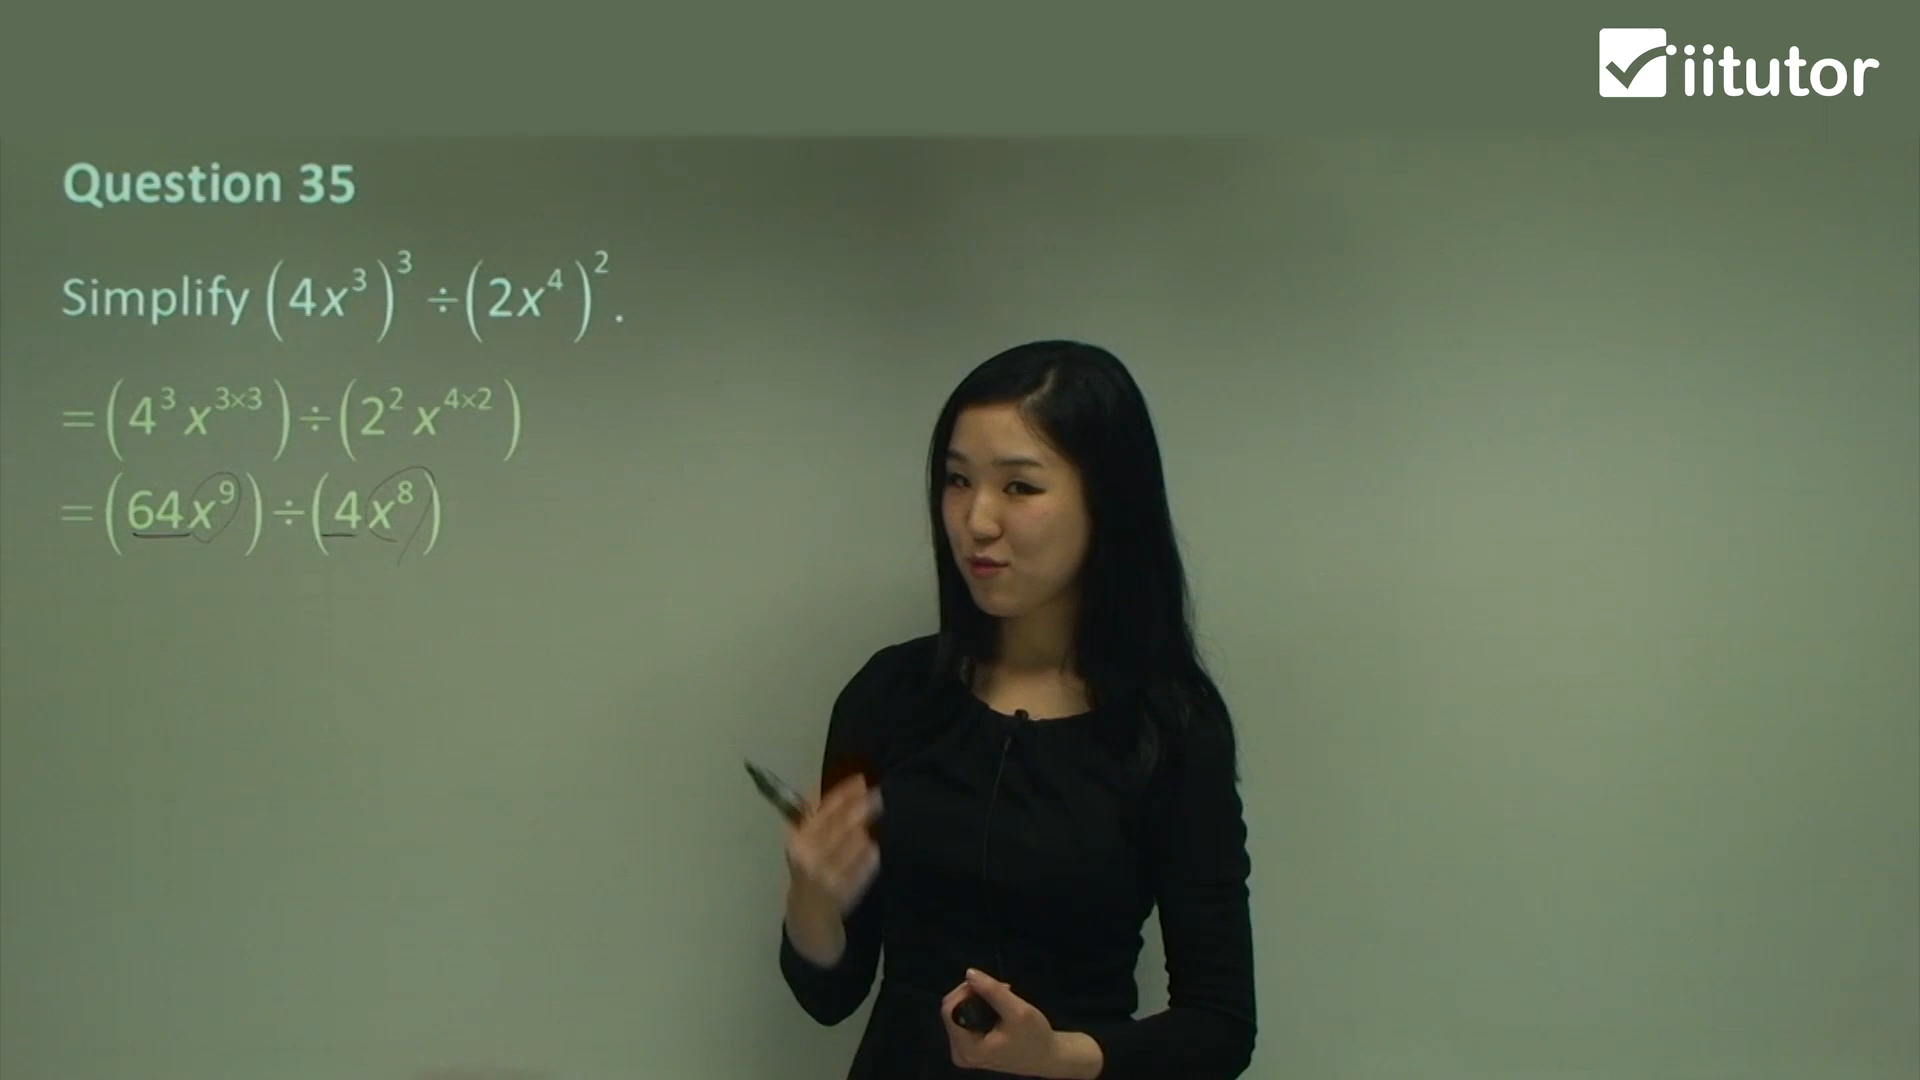 iitutor
Question 35
Simplify (4x³)³ ÷ (2x⁴)².
= (4³x³ˣ³) ÷ (2²x⁴ˣ²)
= (64x⁹) ÷ (4x⁸)